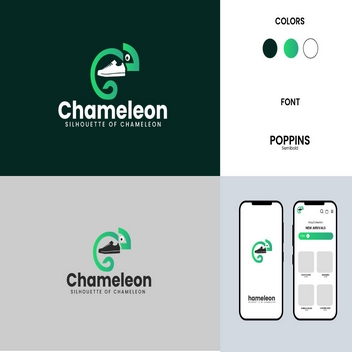 Chameleon
SILHOUETTE OF CHAMELEON
COLORS
FONT
POPPINS
Semibold
Chameleon
SILHOUETTE OF CHAMELEON
hameleon
NEW ARRIVALS